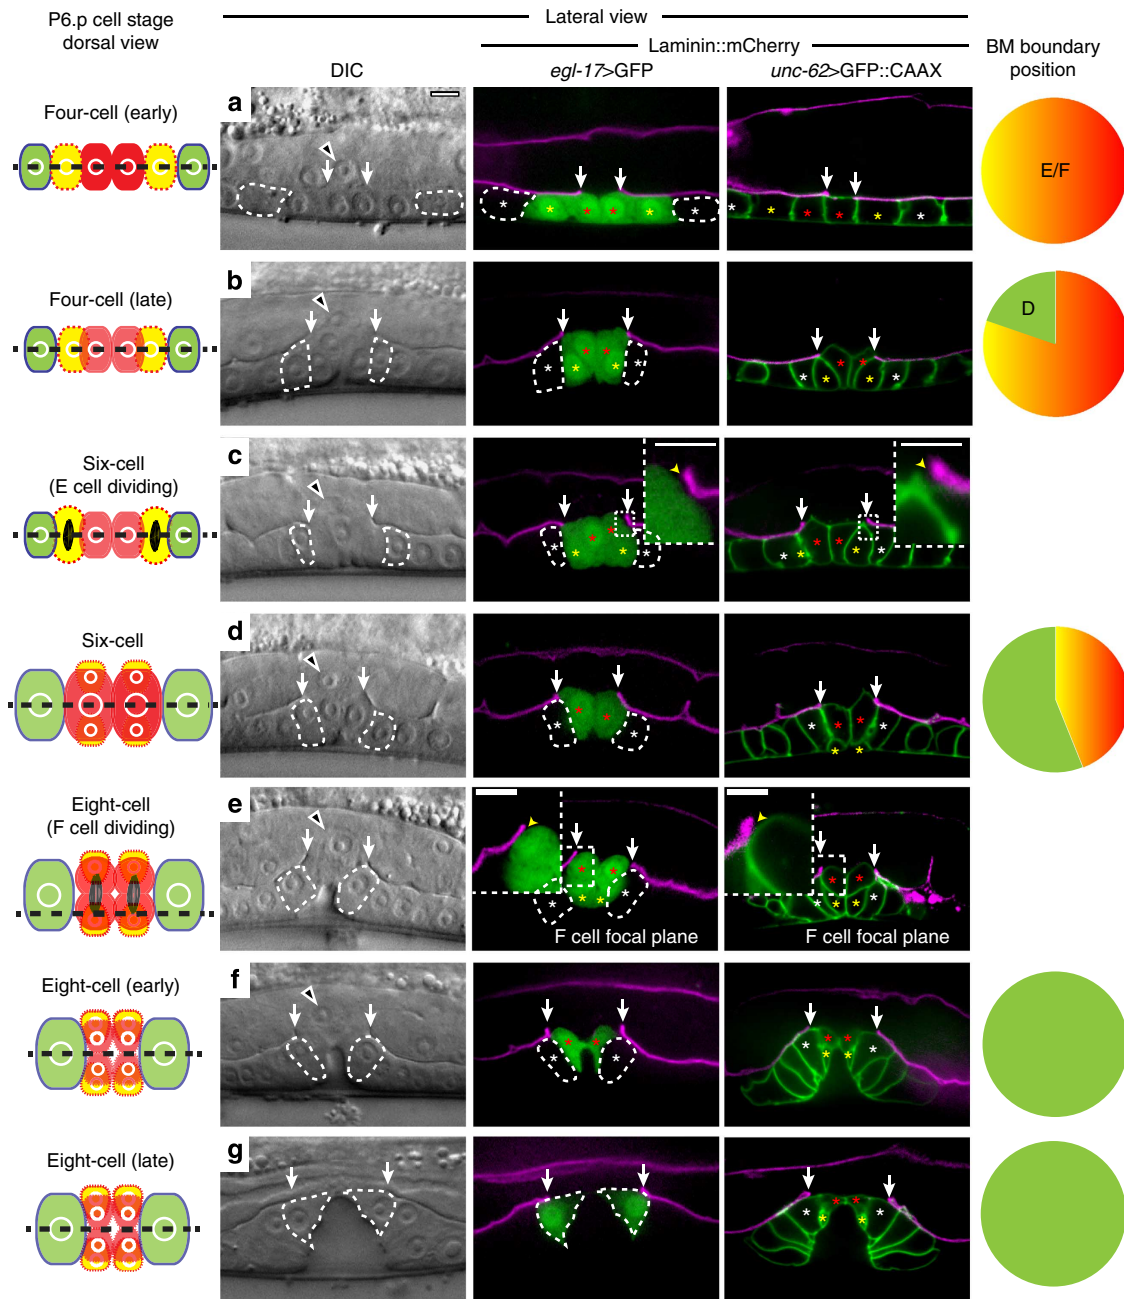 P6.p cell stage
dorsal view
Lateral view
Laminin::mCherry
DIC
egl-17>GFP
unc-62>GFP::CAAX
BM boundary
position
Four-cell (early)
a
E/F
Four-cell (late)
b
D
Six-cell
(E cell dividing)
c
Six-cell
d
Eight-cell
(F cell dividing)
e
F cell focal plane
F cell focal plane
Eight-cell (early)
f
Eight-cell (late)
g